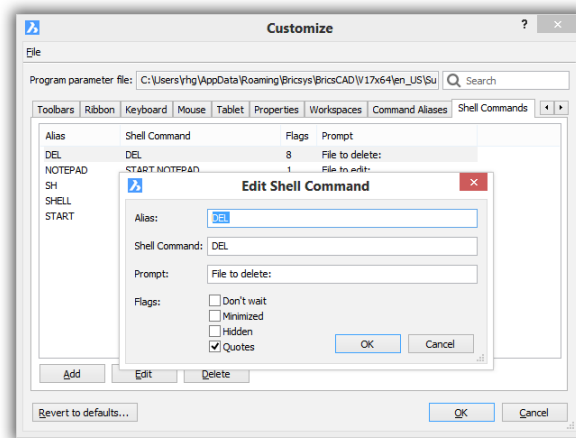 Customize
?
File
Program parameter file: C:\Users\rhg\AppData\Roaming\Bricsys\BricsCAD\V17x64\en_US\Su Search
Toolbars Ribbon Keyboard Mouse Tablet Properties Workspaces Command Aliases Shell Commands
Alias Shell Command Flags Prompt
DEL DEL 8 File to delete:
NOTEPAD START NOTEPAD 1 File to edit:
SH
SHELL
START
Edit Shell Command
Alias: DEL
Shell Command: DEL
Prompt: File to delete:
Flags: Don't wait
Minimized
Hidden
Quotes
OK Cancel
Add Edit Delete
Revert to defaults... OK Cancel